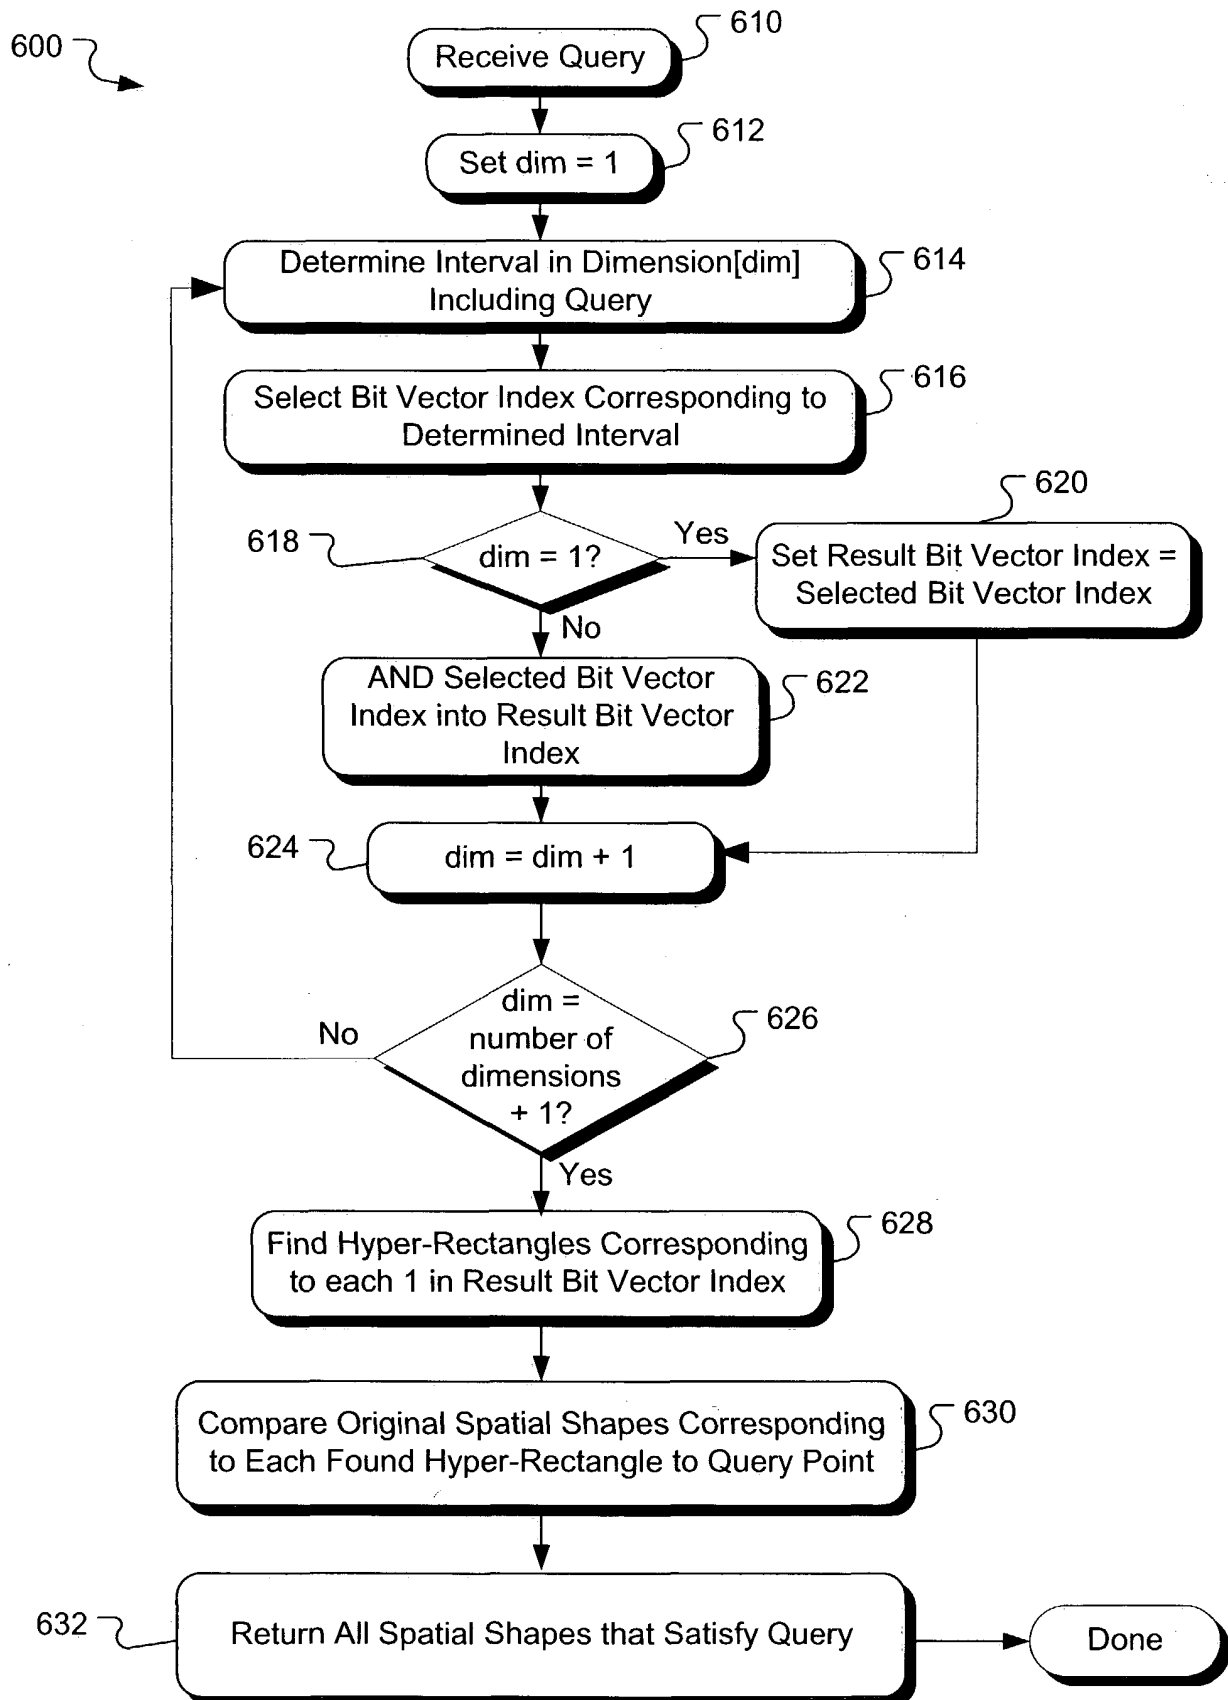 600
610
Receive Query
612
Set dim = 1
614
Determine Interval in Dimension[dim]
Including Query
616
Select Bit Vector Index Corresponding to
Determined Interval
618
dim = 1?
Yes
620
Set Result Bit Vector Index =
Selected Bit Vector Index
No
AND Selected Bit Vector
Index into Result Bit Vector
Index
622
624
dim = dim + 1
No
dim =
number of
dimensions
+ 1?
626
Yes
628
Find Hyper-Rectangles Corresponding
to each 1 in Result Bit Vector Index
630
Compare Original Spatial Shapes Corresponding
to Each Found Hyper-Rectangle to Query Point
632
Return All Spatial Shapes that Satisfy Query
Done